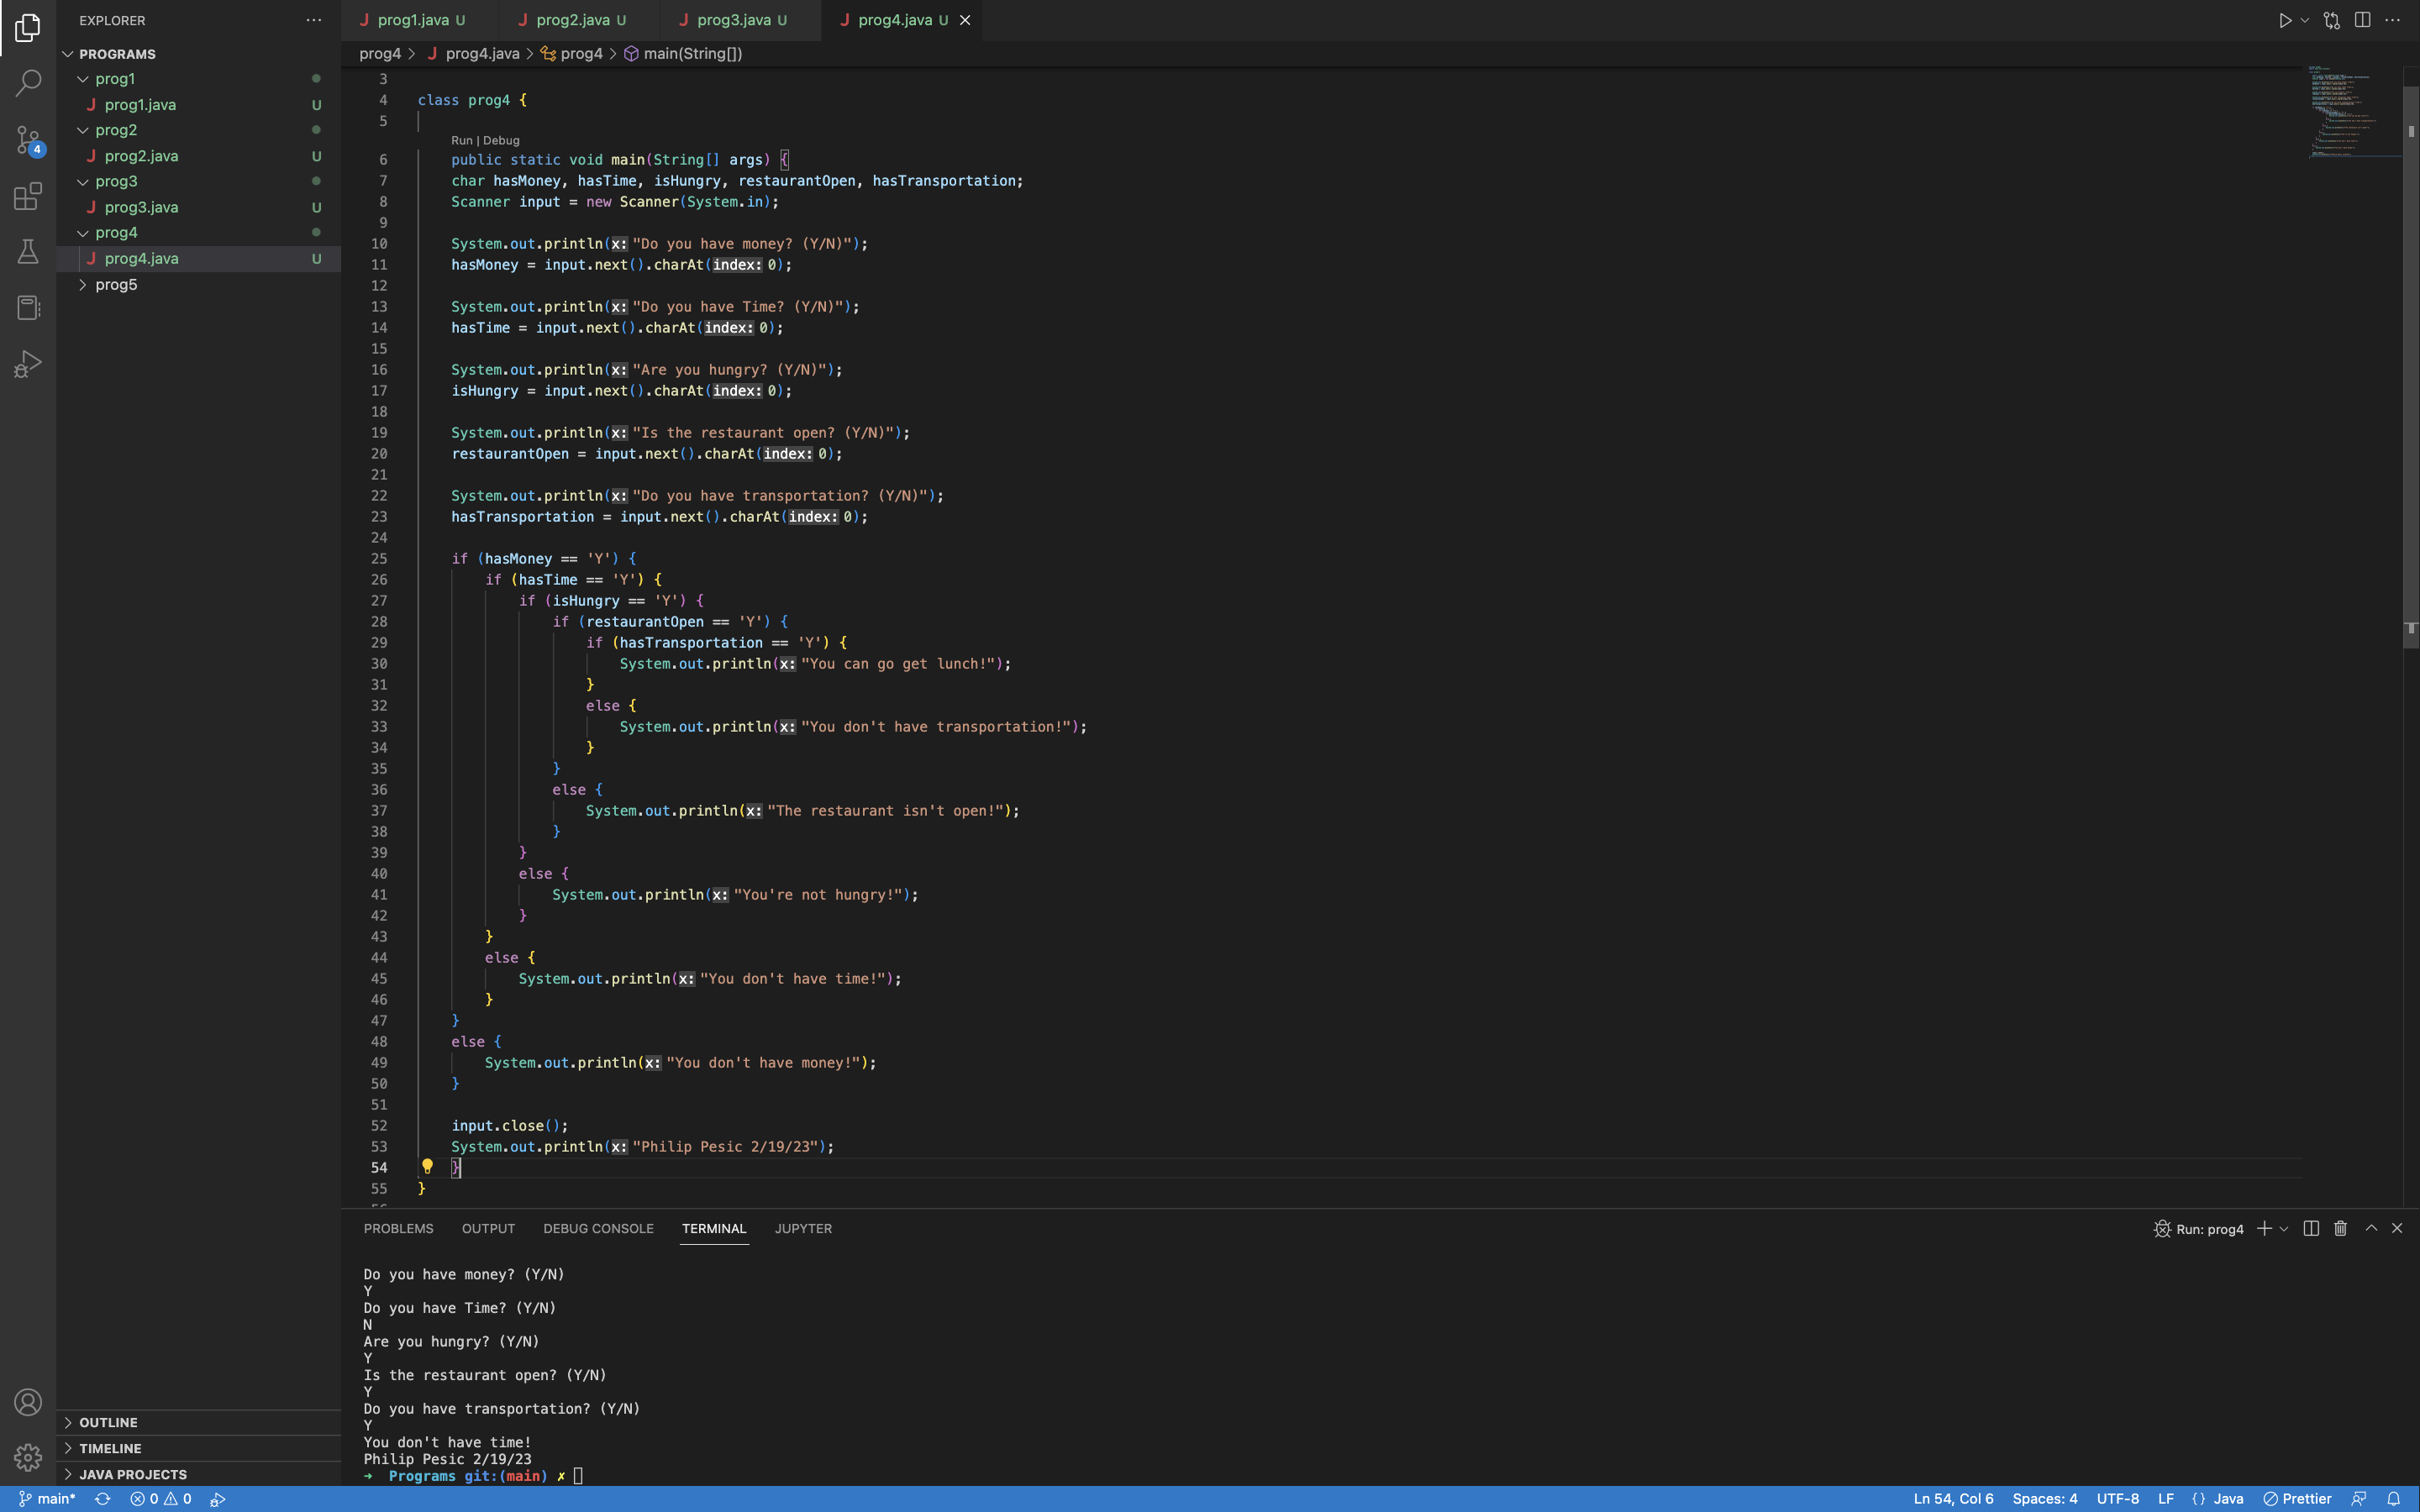 EXPLORER
PROGRAMS
prog1
prog1.java U
prog2
prog2.java U
prog3
prog3.java U
prog4
prog4.java U
prog5
OUTLINE
TIMELINE
JAVA PROJECTS
4
prog1.java U prog2.java U prog3.java U prog4.java U
prog4 > prog4.java > prog4 > main(String[])
3
4 class prog4 {
5
Run | Debug
6 public static void main(String[] args) {
7 char hasMoney, hasTime, isHungry, restaurantOpen, hasTransportation;
8 Scanner input = new Scanner(System.in);
9
10 System.out.println(x: "Do you have money? (Y/N)");
11 hasMoney = input.next().charAt(index: 0);
12
13 System.out.println(x: "Do you have Time? (Y/N)");
14 hasTime = input.next().charAt(index: 0);
15
16 System.out.println(x: "Are you hungry? (Y/N)");
17 isHungry = input.next().charAt(index: 0);
18
19 System.out.println(x: "Is the restaurant open? (Y/N)");
20 restaurantOpen = input.next().charAt(index: 0);
21
22 System.out.println(x: "Do you have transportation? (Y/N)");
23 hasTransportation = input.next().charAt(index: 0);
24
25 if (hasMoney == 'Y') {
26 if (hasTime == 'Y') {
27 if (isHungry == 'Y') {
28 if (restaurantOpen == 'Y') {
29 if (hasTransportation == 'Y') {
30 System.out.println(x: "You can go get lunch!");
31 }
32 else {
33 System.out.println(x: "You don't have transportation!");
34 }
35 }
36 else {
37 System.out.println(x: "The restaurant isn't open!");
38 }
39 }
40 else {
41 System.out.println(x: "You're not hungry!");
42 }
43 }
44 else {
45 System.out.println(x: "You don't have time!");
46 }
47 }
48 else {
49 System.out.println(x: "You don't have money!");
50 }
51
52 input.close();
53 System.out.println(x: "Philip Pesic 2/19/23");
54 }
55 }
PROBLEMS OUTPUT DEBUG CONSOLE TERMINAL JUPYTER
Run: prog4
Do you have money? (Y/N)
Y
Do you have Time? (Y/N)
N
Are you hungry? (Y/N)
Y
Is the restaurant open? (Y/N)
Y
Do you have transportation? (Y/N)
Y
You don't have time!
Philip Pesic 2/19/23
➜ Programs git:(main) ✗
main* 0 0
Ln 54, Col 6 Spaces: 4 UTF-8 LF {} Java Prettier